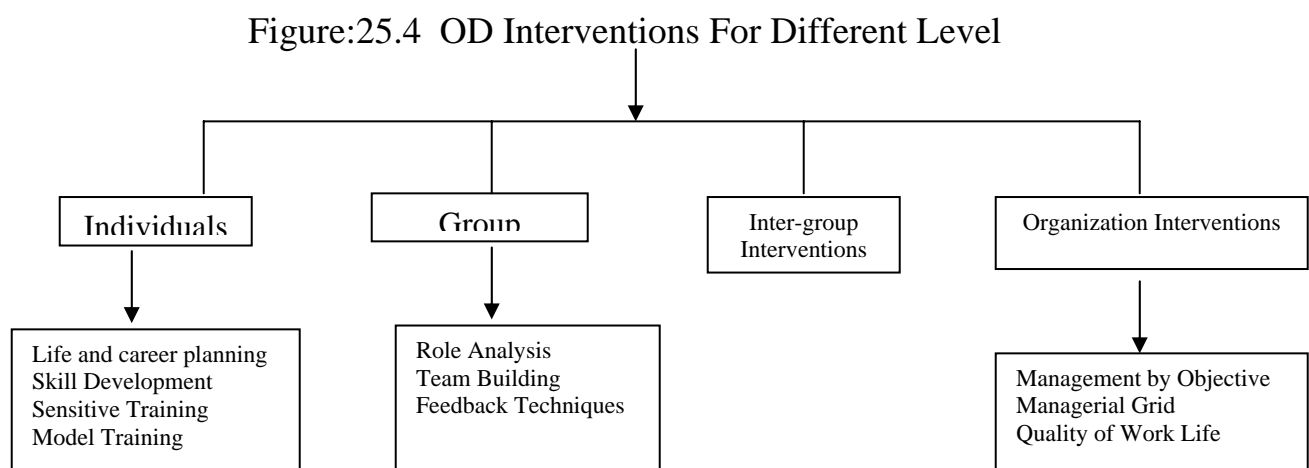 Figure:25.4 OD Interventions For Different Level
Individuals
Group
Inter-group
Interventions
Organization Interventions
Life and career planning
Skill Development
Sensitive Training
Model Training
Role Analysis
Team Building
Feedback Techniques
Management by Objective
Managerial Grid
Quality of Work Life